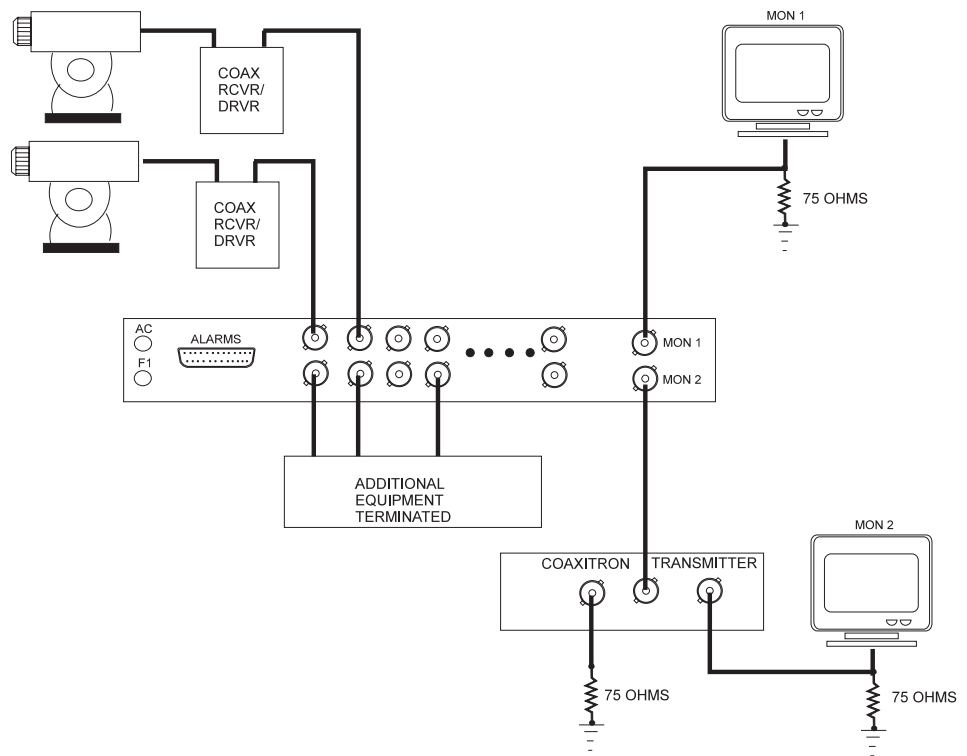 MON 1
COAX
RCVR/
DRVR
75 OHMS
COAX
RCVR/
DRVR
AC
ALARMS
MON 1
F1
MON 2
ADDITIONAL
EQUIPMENT
TERMINATED
MON 2
COAXITRON TRANSMITTER
75 OHMS
75 OHMS